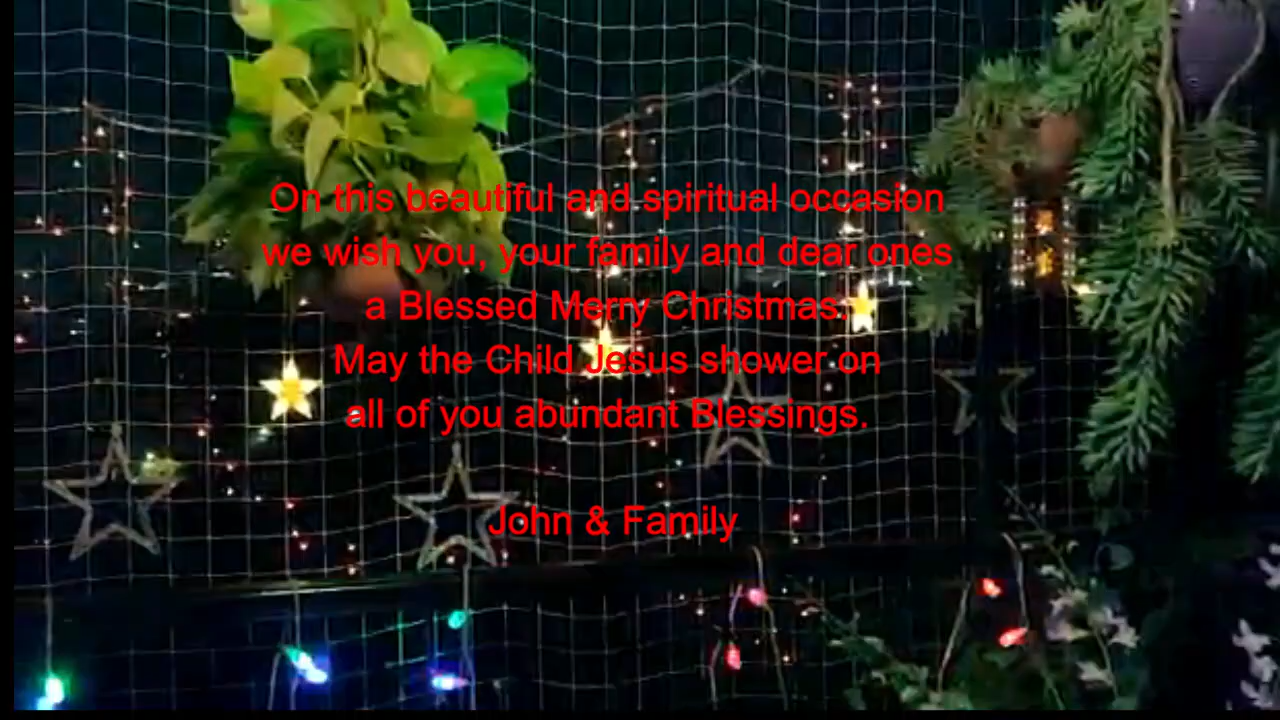 On this beautiful and spiritual occasion
we wish you, your family and dear ones
a Blessed Merry Christmas.
May the Child Jesus shower on
all of you abundant Blessings.
John & Family